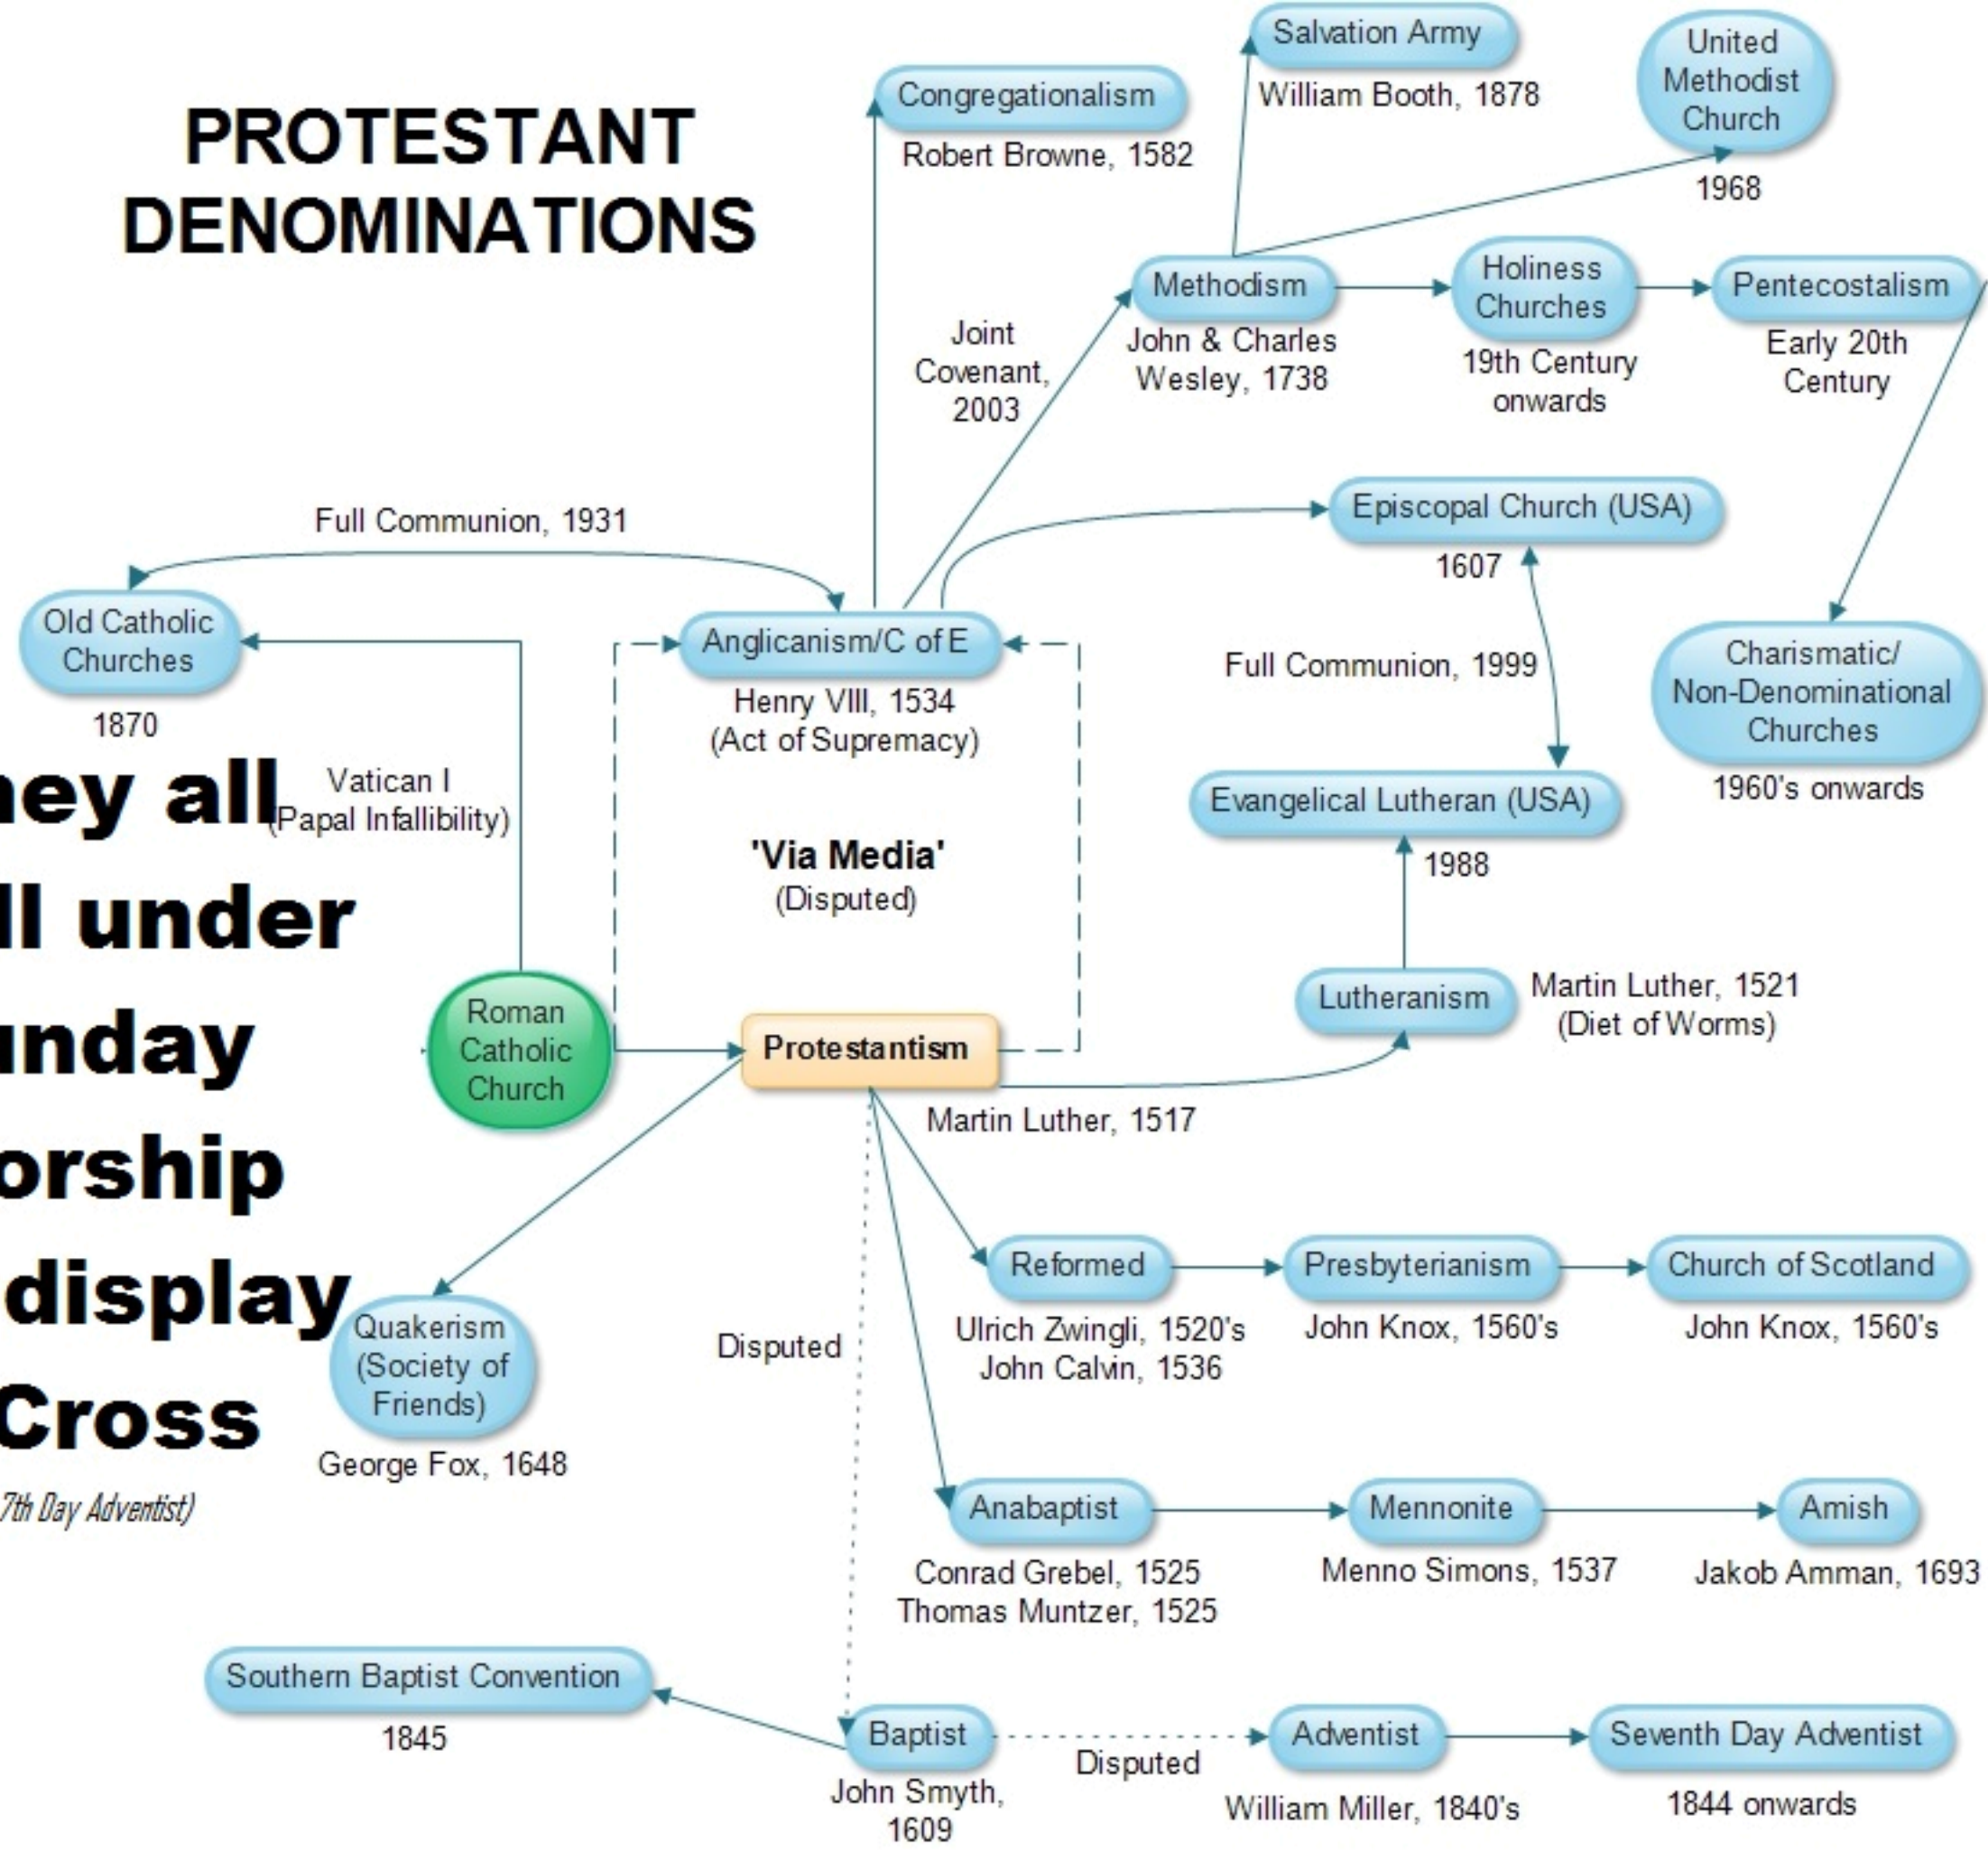 PROTESTANT
DENOMINATIONS
Congregationalism
Robert Browne, 1582
Salvation Army
William Booth, 1878
United
Methodist
Church
1968
Methodism
John & Charles
Wesley, 1738
Holiness
Churches
19th Century
onwards
Pentecostalism
Early 20th
Century
Joint
Covenant,
2003
Full Communion, 1931
Episcopal Church (USA)
1607
Old Catholic
Churches
1870
Anglicanism/C of E
Henry VIII, 1534
(Act of Supremacy)
Full Communion, 1999
Charismatic/
Non-Denominational
Churches
1960's onwards
Vatican I
(Papal Infallibility)
'Via Media'
(Disputed)
Evangelical Lutheran (USA)
1988
ney all
ll under
unday
orship
display
Cross
7th Day Adventist)
Roman
Catholic
Church
Protestantism
Lutheranism
Martin Luther, 1521
(Diet of Worms)
Martin Luther, 1517
Quakerism
(Society of
Friends)
George Fox, 1648
Disputed
Reformed
Ulrich Zwingli, 1520's
John Calvin, 1536
Presbyterianism
John Knox, 1560's
Church of Scotland
John Knox, 1560's
Anabaptist
Conrad Grebel, 1525
Thomas Muntzer, 1525
Mennonite
Menno Simons, 1537
Amish
Jakob Amman, 1693
Southern Baptist Convention
1845
Baptist
John Smyth,
1609
Disputed
Adventist
William Miller, 1840's
Seventh Day Adventist
1844 onwards